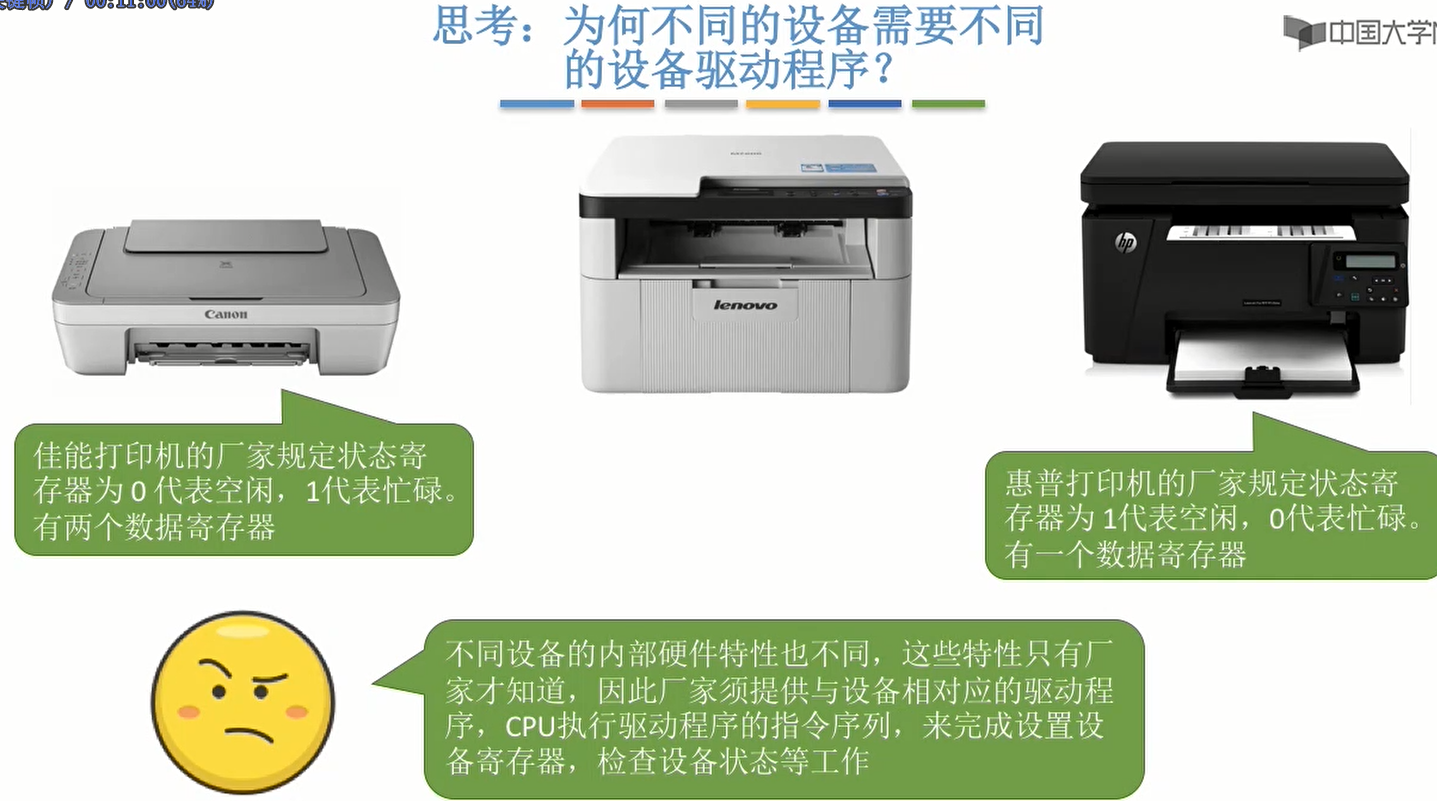 00:11:00(84%)
思考：为何不同的设备需要不同
的设备驱动程序？
中国大学
Canon
lenovo
hp
佳能打印机的厂家规定状态寄
存器为 0 代表空闲，1代表忙碌。
有两个数据寄存器
惠普打印机的厂家规定状态寄
存器为 1代表空闲，0代表忙碌。
有一个数据寄存器
不同设备的内部硬件特性也不同，这些特性只有厂
家才知道，因此厂家须提供与设备相对应的驱动程
序，CPU执行驱动程序的指令序列，来完成设置设
备寄存器，检查设备状态等工作